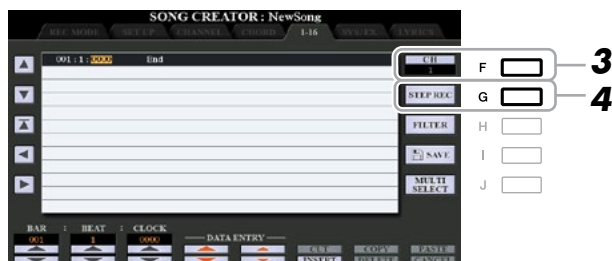 SONG CREATOR : NewSong
REC MODE SET UP CHANNEL CHORD 1-16 SYS/EX. LYRICS
001 : 1 : 0000 End
CH
1
F
3
STEP REC
G
4
FILTER
H
SAVE
I
MULTI
SELECT
J
BAR : BEAT : CLOCK
DATA ENTRY
001 1 0000
CUT COPY PASTE
INSERT DELETE CANCEL